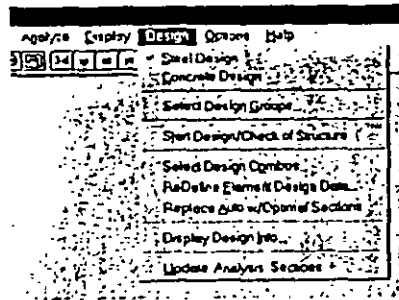 Analyze Display Design Options Help
3-d
Steel Design
Concrete Design
Select Design Groups...
Start Design/Check of Structure
Select Design Combos...
ReDefine Element Design Data...
Replace Auto w/Optimal Sections
Display Design Info...
Update Analysis Sections